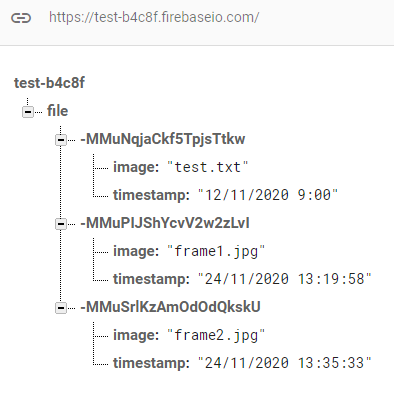 https://test-b4c8f.firebaseio.com/
test-b4c8f
file
-MMuNqjaCkf5TpjsTtkw
image: "test.txt"
timestamp: "12/11/2020 9:00"
-MMuPIJShYcvV2w2zLvI
image: "frame1.jpg"
timestamp: "24/11/2020 13:19:58"
-MMuSrlKzAmOdOdQkskU
image: "frame2.jpg"
timestamp: "24/11/2020 13:35:33"